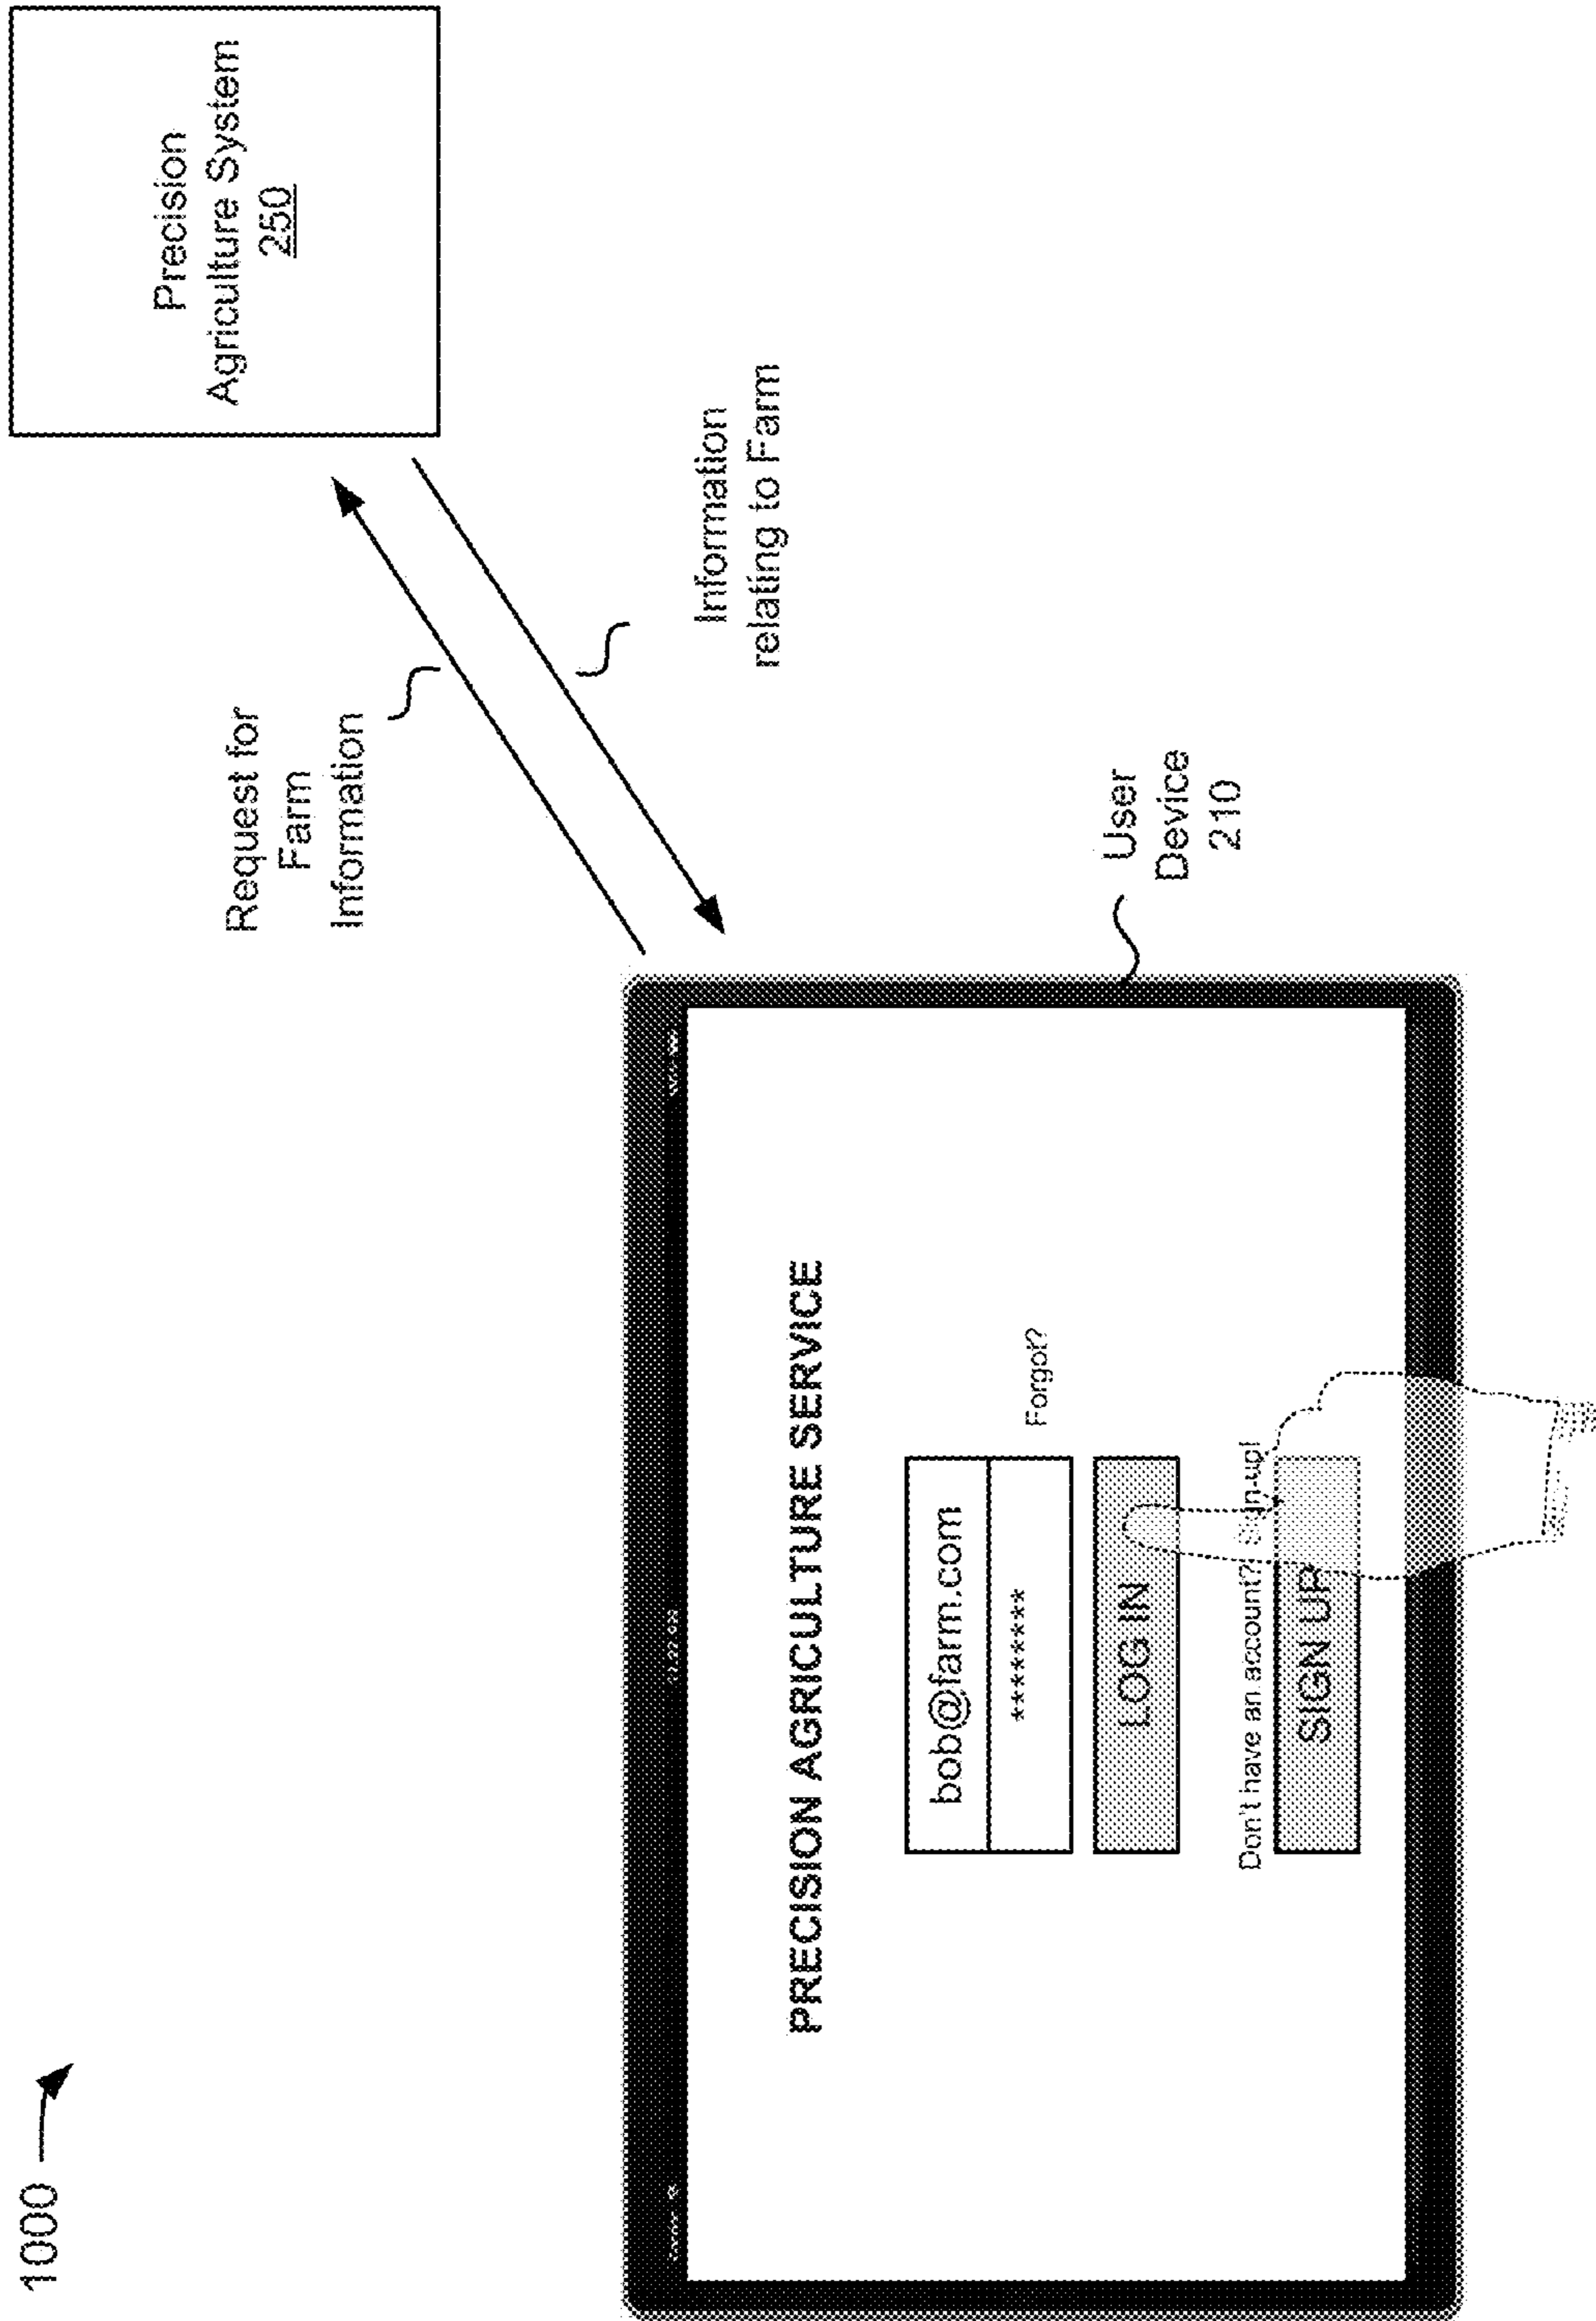 1000
Precision
Agriculture System
250
Request for
Farm
Information
Information
relating to Farm
User
Device
210
PRECISION AGRICULTURE SERVICE
bob@farm.com
********
Forgot?
LOG IN
Don't have an account? Sign-up!
SIGN UP